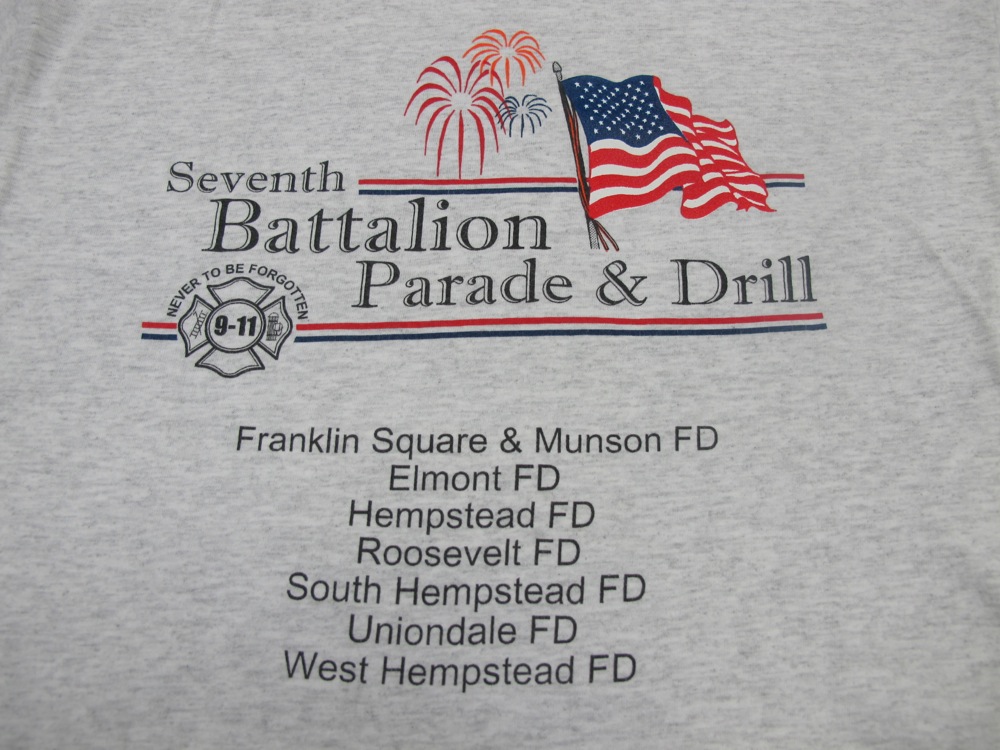 Seventh
Battalion
Parade & Drill
NEVER TO BE FORGOTTEN
9-11
Franklin Square & Munson FD
Elmont FD
Hempstead FD
Roosevelt FD
South Hempstead FD
Uniondale FD
West Hempstead FD